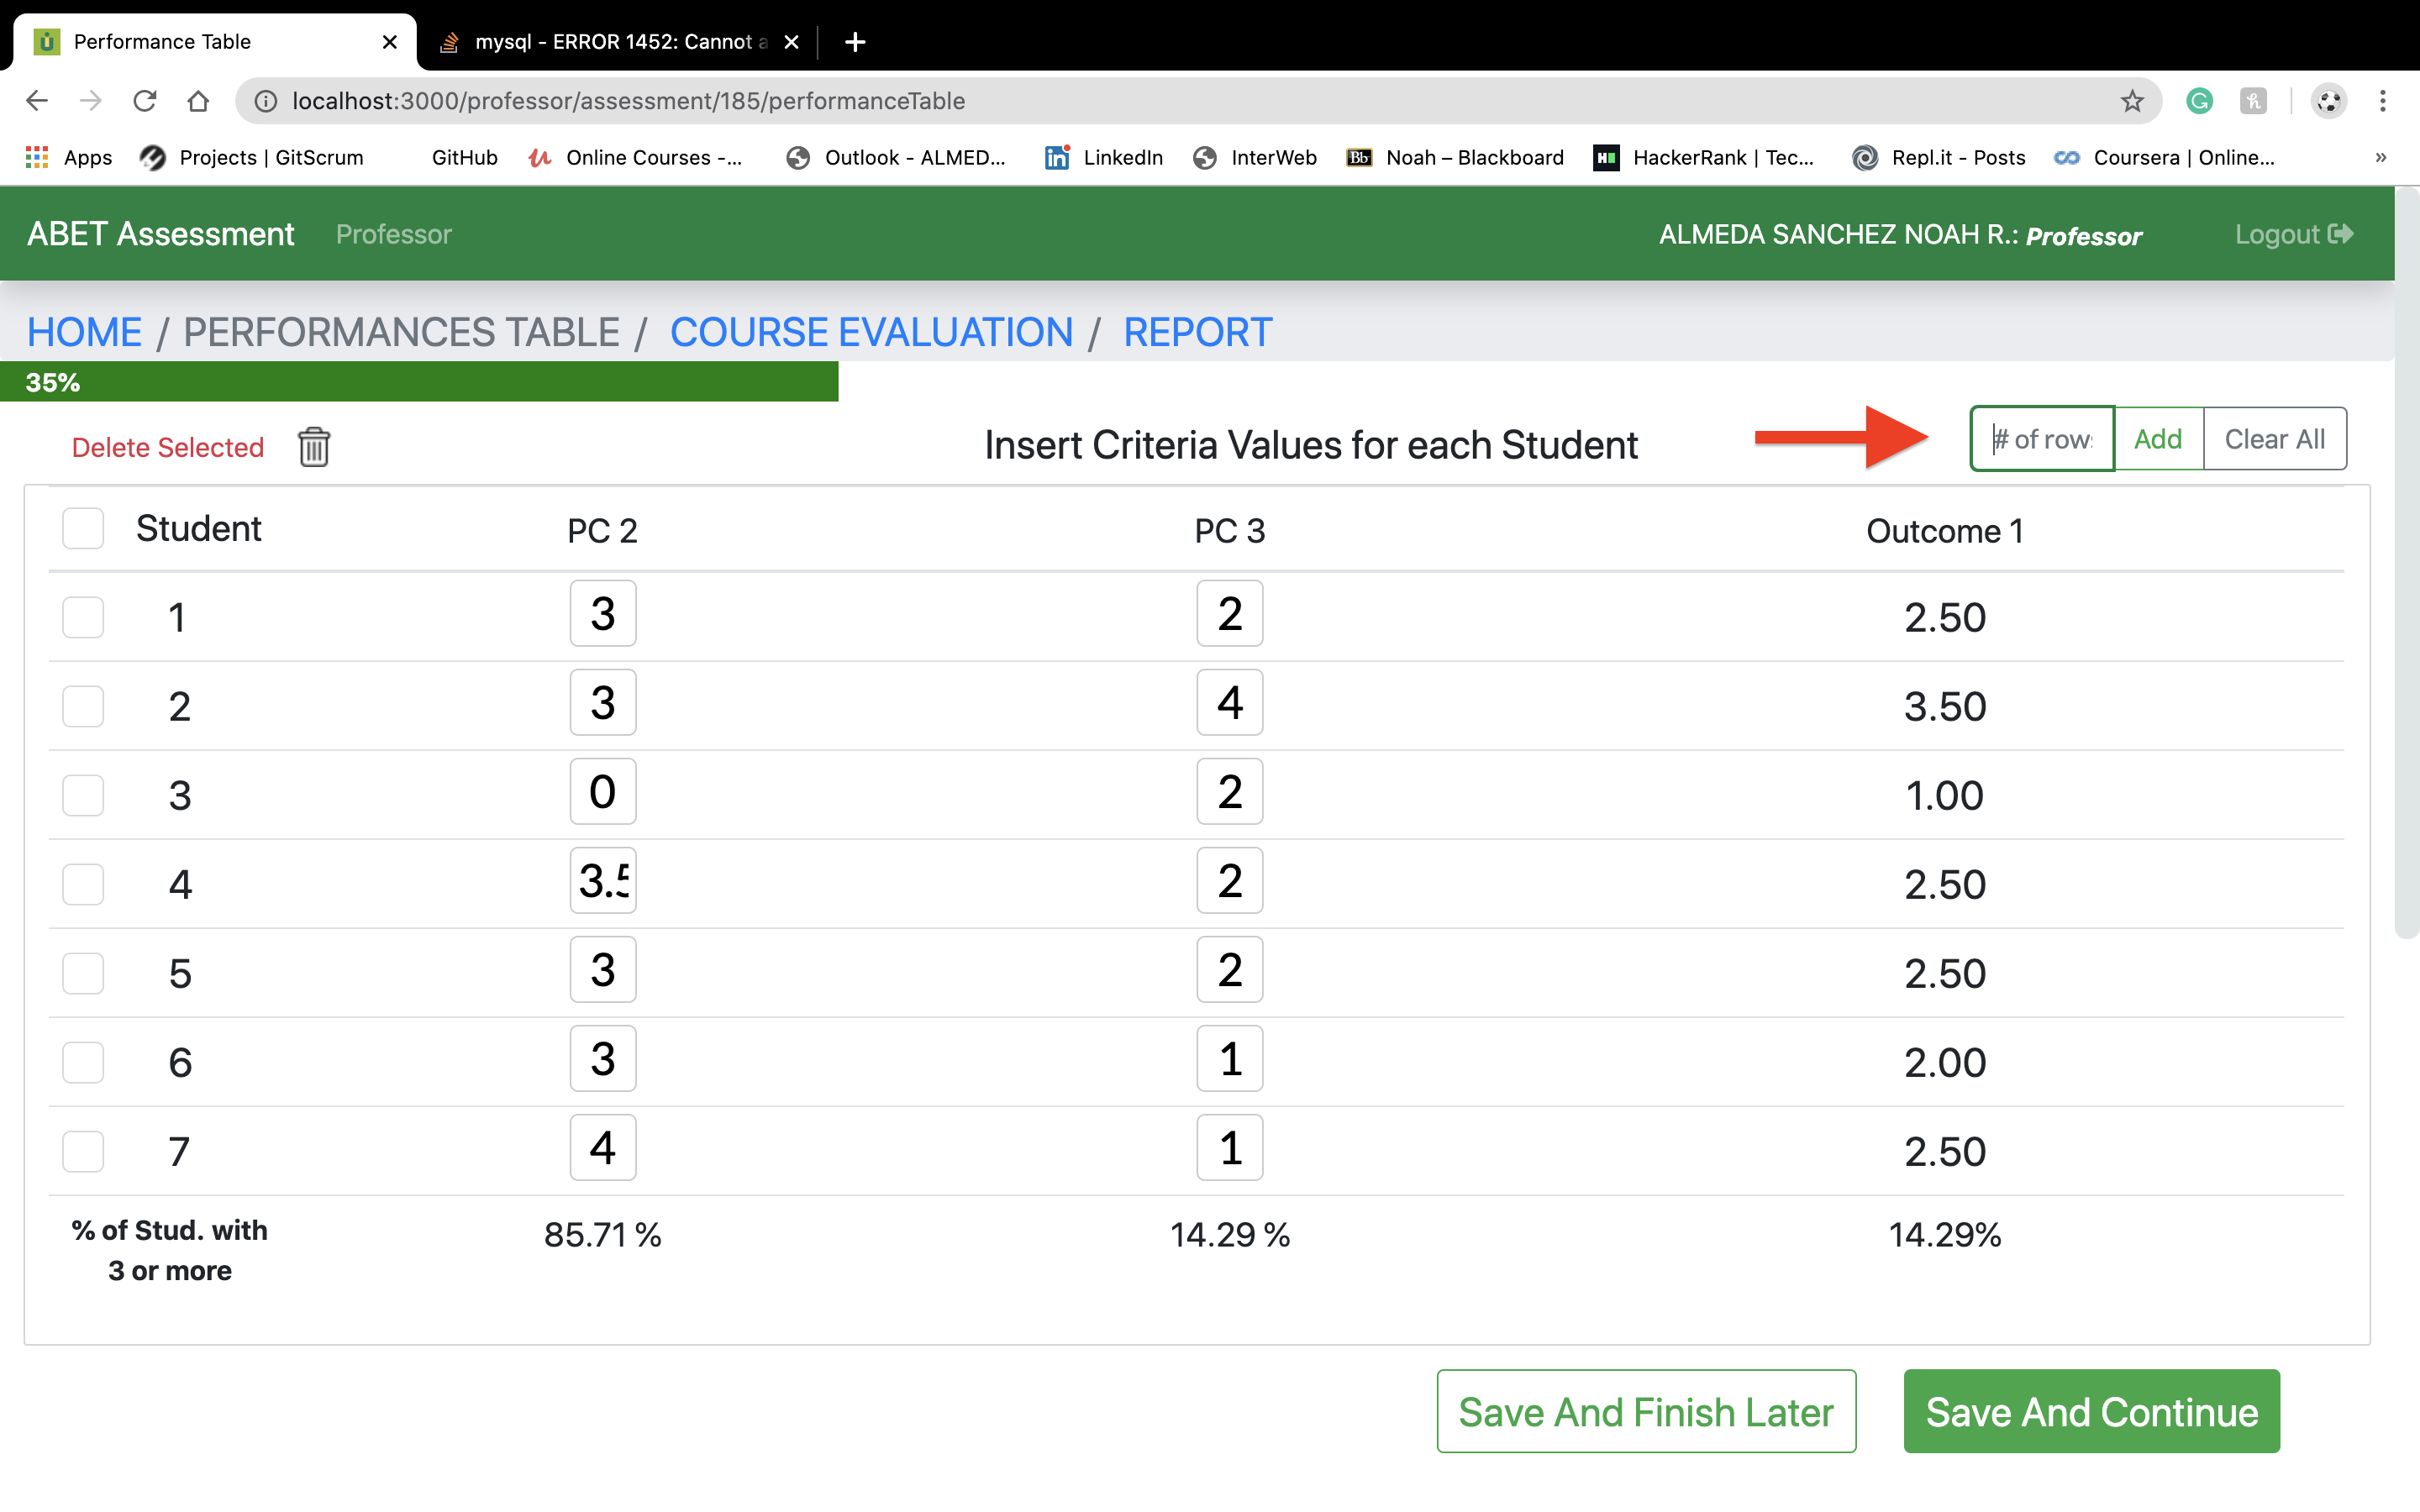 Performance Table
mysql - ERROR 1452: Cannot a
localhost:3000/professor/assessment/185/performanceTable
Apps Projects | GitScrum GitHub Online Courses -... Outlook - ALMED... LinkedIn InterWeb Bb Noah – Blackboard HackerRank | Tec... Repl.it - Posts Coursera | Online... »
ABET Assessment Professor ALMEDA SANCHEZ NOAH R.: Professor Logout
HOME / PERFORMANCES TABLE / COURSE EVALUATION / REPORT
35%
Delete Selected Insert Criteria Values for each Student # of row Add Clear All
Student PC 2 PC 3 Outcome 1
1 3 2 2.50
2 3 4 3.50
3 0 2 1.00
4 3.5 2 2.50
5 3 2 2.50
6 3 1 2.00
7 4 1 2.50
% of Stud. with 85.71 % 14.29 % 14.29%
3 or more
Save And Finish Later Save And Continue